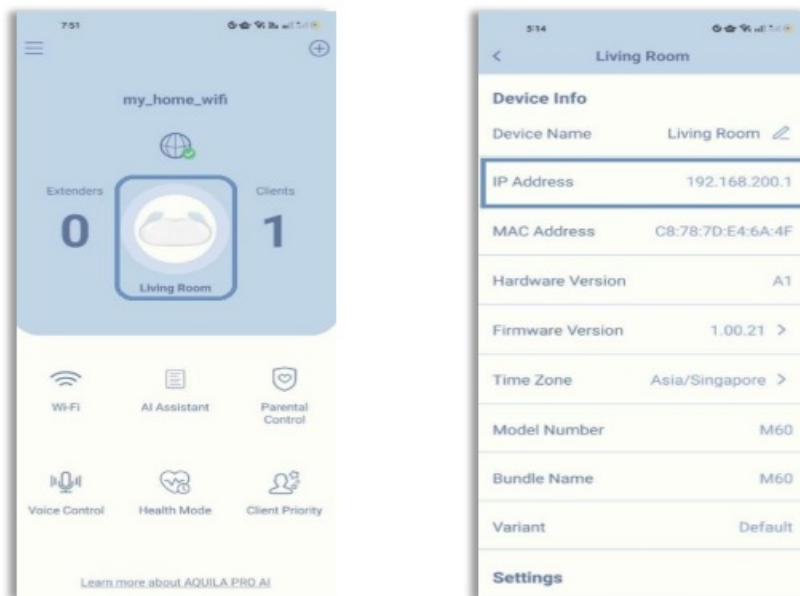 7:51
my_home_wifi
Extenders
Clients
0
1
Living Room
Wi-Fi
AI Assistant
Parental
Control
Voice Control
Health Mode
Client Priority
Learn more about AQUILA PRO AI
5:14
Living Room
Device Info
Device Name Living Room
IP Address 192.168.200.1
MAC Address C8:78:7D:E4:6A:4F
Hardware Version A1
Firmware Version 1.00.21 >
Time Zone Asia/Singapore >
Model Number M60
Bundle Name M60
Variant Default
Settings